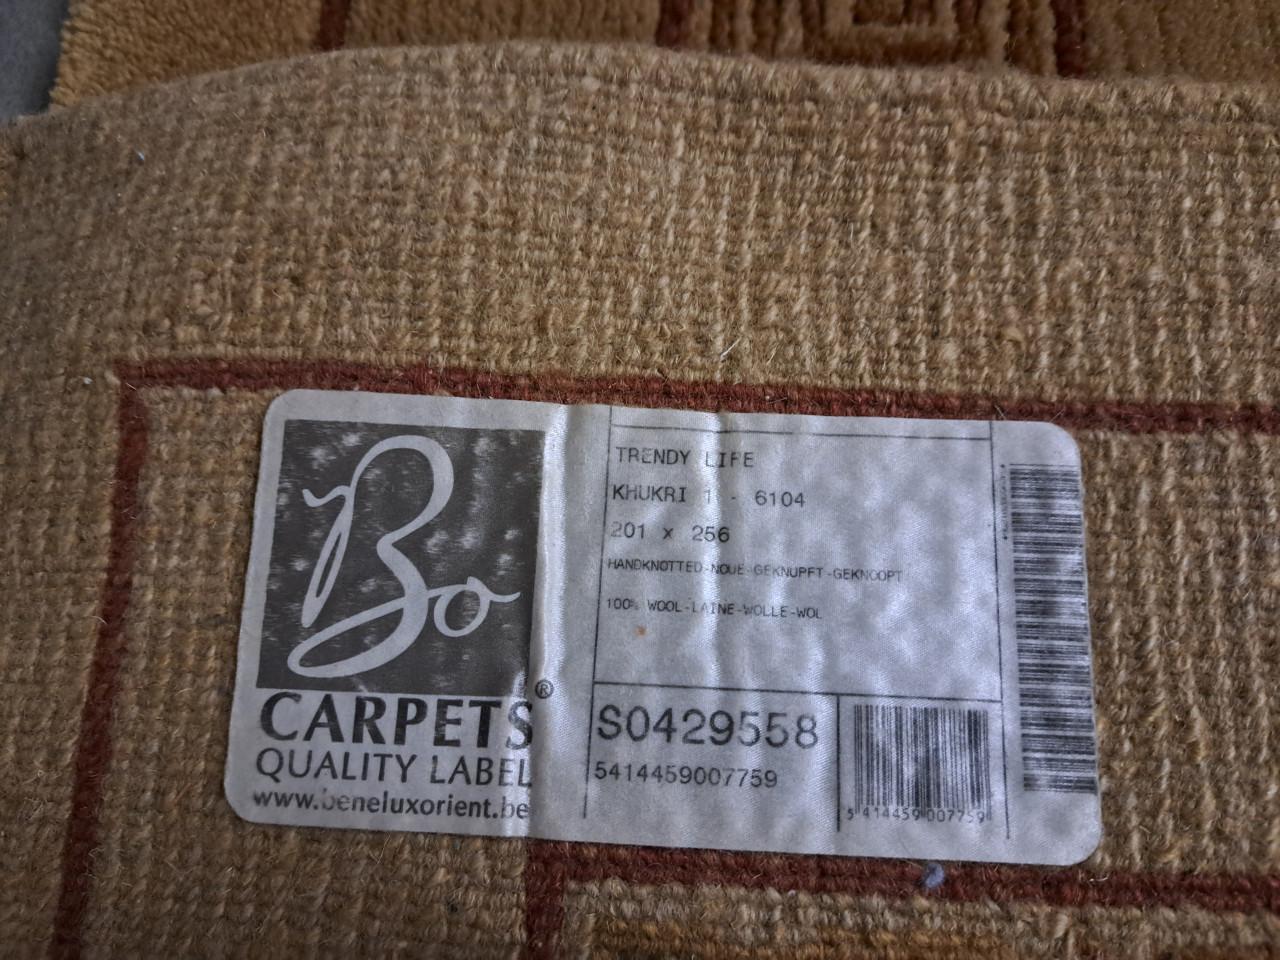 Bo
CARPETS®
QUALITY LABEL
www.beneluxorient.be
TRENDY LIFE
KHUKRI 1 - 6104
201 x 256
HANDKNOTTED-NOUE-GEKNUPFT-GEKNOOPT
100% WOOL-LAINE-WOLLE-WOL
S0429558
5414459007759
5 414459 007759